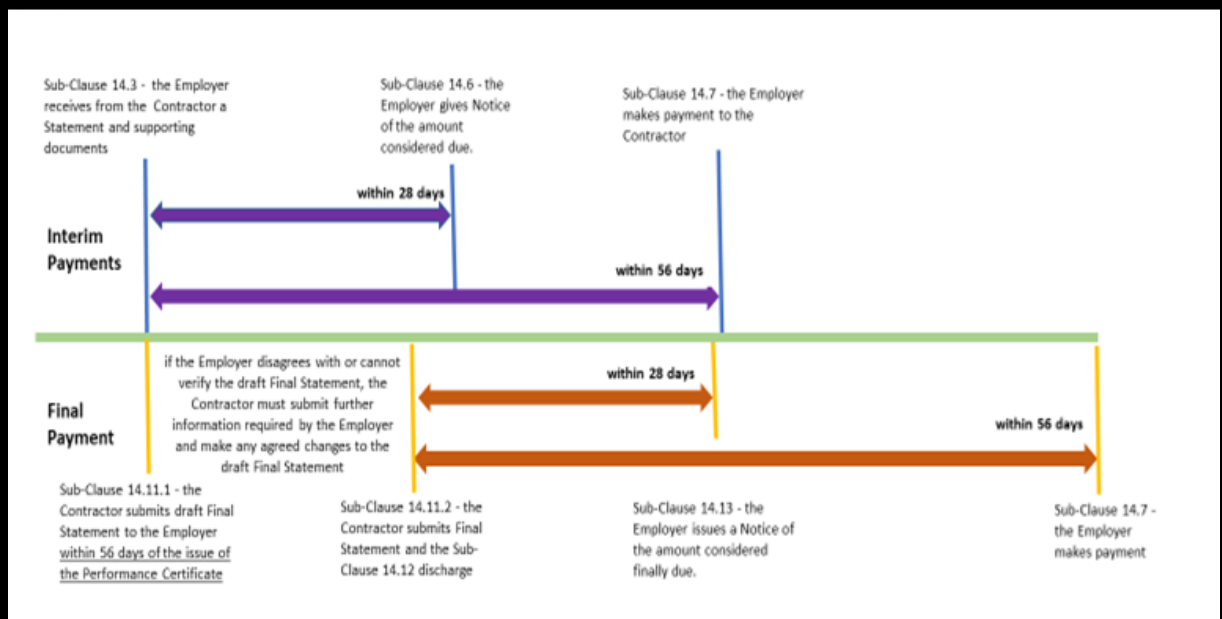 Sub-Clause 14.3 - the Employer
receives from the Contractor a
Statement and supporting
documents
Sub-Clause 14.6 - the
Employer gives Notice
of the amount
considered due.
Sub-Clause 14.7 - the Employer
makes payment to the
Contractor
within 28 days
Interim
Payments
within 56 days
if the Employer disagrees with or cannot
verify the draft Final Statement, the
Contractor must submit further
information required by the Employer
and make any agreed changes to the
draft Final Statement
within 28 days
Final
Payment
within 56 days
Sub-Clause 14.11.1 - the
Contractor submits draft Final
Statement to the Employer
within 56 days of the issue of
the Performance Certificate
Sub-Clause 14.11.2 - the
Contractor submits Final
Statement and the Sub-
Clause 14.12 discharge
Sub-Clause 14.13 - the
Employer issues a Notice of
the amount considered
finally due.
Sub-Clause 14.7 -
the Employer
makes payment